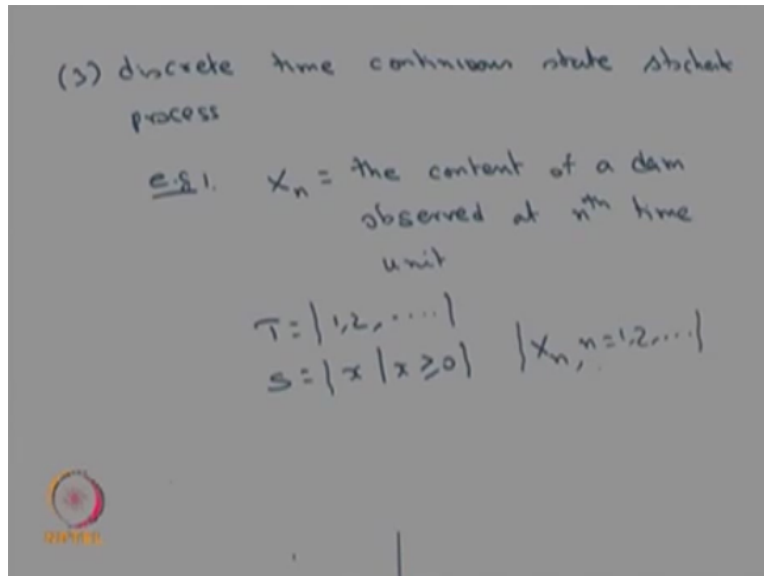 (3) discrete time continuous state stochastic
process
e.g 1. Xn = the content of a dam
observed at nth time
unit
T = {1,2, ....}
S = {x | x ≥ 0} {Xn, n=1,2,...}
NPTEL